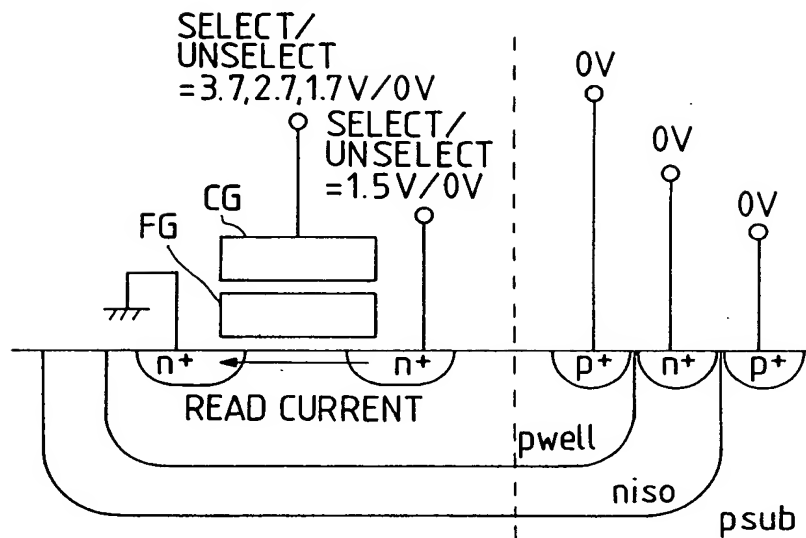 SELECT/
UNSELECT
=3.7,2.7,1.7V/0V
SELECT/
UNSELECT
=1.5V/0V
0V
0V
0V
CG
FG
n+
n+
p+
n+
p+
READ CURRENT
pwell
niso
psub